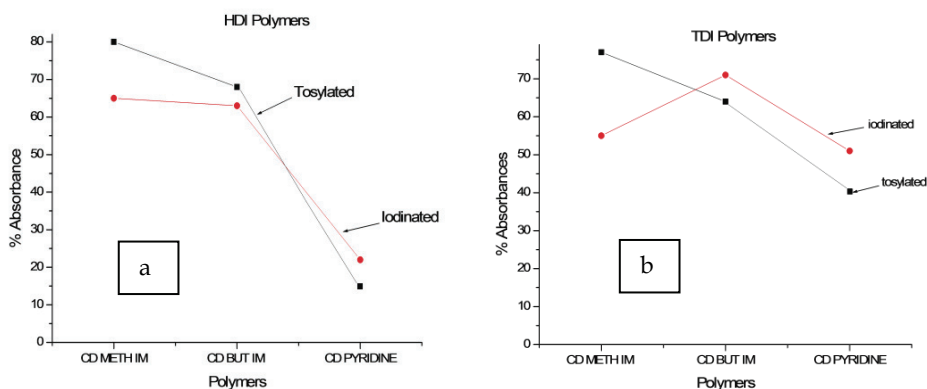 HDI Polymers
80
70
60
50
40
30
20
10
0
% Absorbance
Tosylated
Iodinated
a
CD METH IM
CD BUT IM
CD PYRIDINE
Polymers
TDI Polymers
70
60
50
40
30
20
10
0
% Absorbances
iodinated
tosylated
b
CD METH IM
CD BUT IM
CD PYRIDINE
Polymers